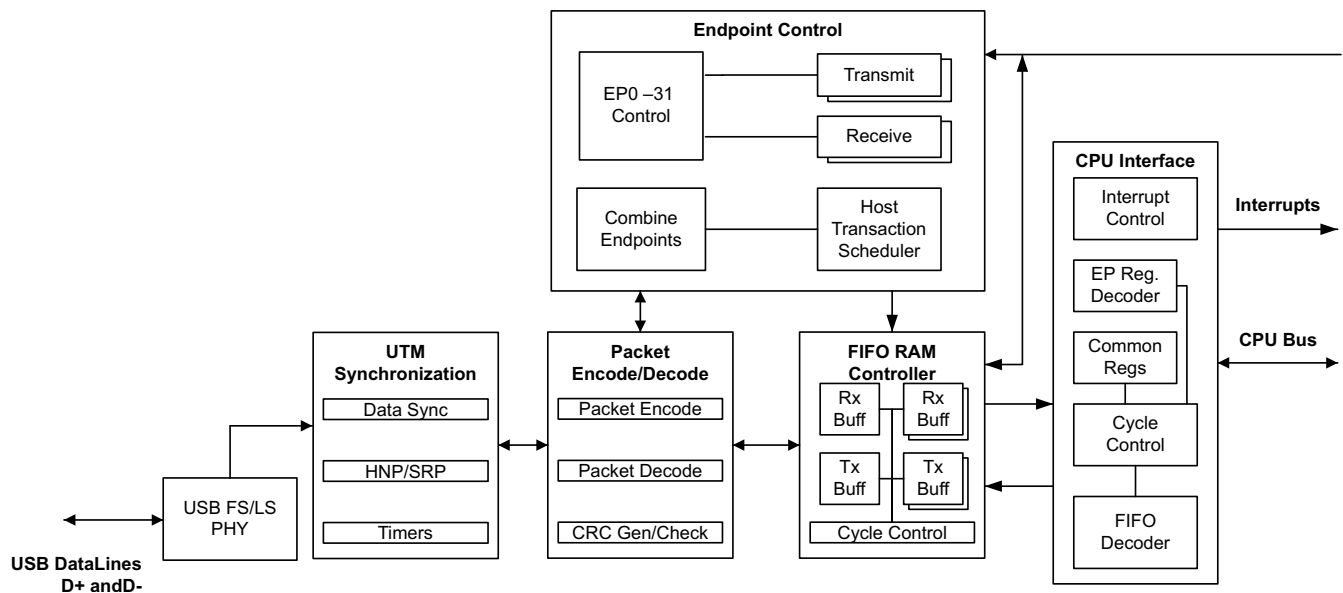 Endpoint Control
EP0 –31
Control
Transmit
Receive
Combine
Endpoints
Host
Transaction
Scheduler
CPU Interface
Interrupt
Control
EP Reg.
Decoder
Common
Regs
Cycle
Control
FIFO
Decoder
Interrupts
CPU Bus
UTM
Synchronization
Data Sync
HNP/SRP
Timers
Packet
Encode/Decode
Packet Encode
Packet Decode
CRC Gen/Check
FIFO RAM
Controller
Rx
Buff
Rx
Buff
Tx
Buff
Tx
Buff
Cycle Control
USB FS/LS
PHY
USB DataLines
D+ andD-